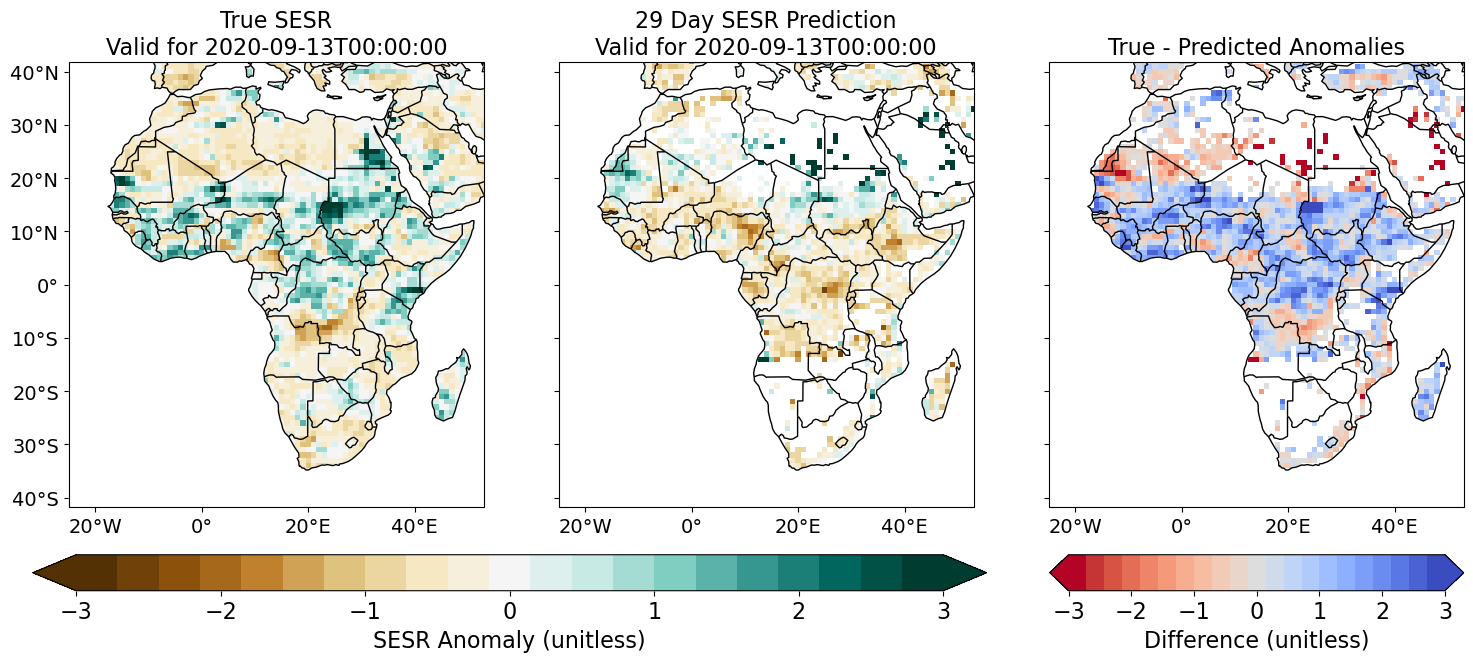 True SESR
Valid for 2020-09-13T00:00:00
29 Day SESR Prediction
Valid for 2020-09-13T00:00:00
True - Predicted Anomalies
40°N
30°N
20°N
10°N
0°
10°S
20°S
30°S
40°S
20°W 0° 20°E 40°E
20°W 0° 20°E 40°E
20°W 0° 20°E 40°E
−3 −2 −1 0 1 2 3
SESR Anomaly (unitless)
−3 −2 −1 0 1 2 3
Difference (unitless)